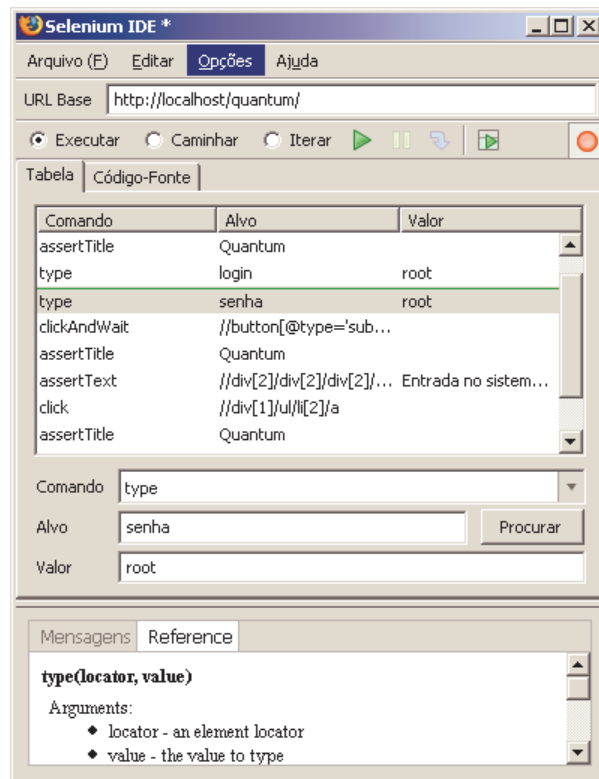 Selenium IDE *
Arquivo (F) Editar Opções Ajuda
URL Base http://localhost/quantum/
Executar Caminhar Iterar
Tabela Código-Fonte
Comando Alvo Valor
assertTitle Quantum
type login root
type senha root
clickAndWait //button[@type='sub...
assertTitle Quantum
assertText //div[2]/div[2]/div[2]/... Entrada no sistem...
click //div[1]/ul/li[2]/a
assertTitle Quantum
Comando type
Alvo senha Procurar
Valor root
Mensagens Reference
type(locator, value)
Arguments:
• locator - an element locator
• value - the value to type